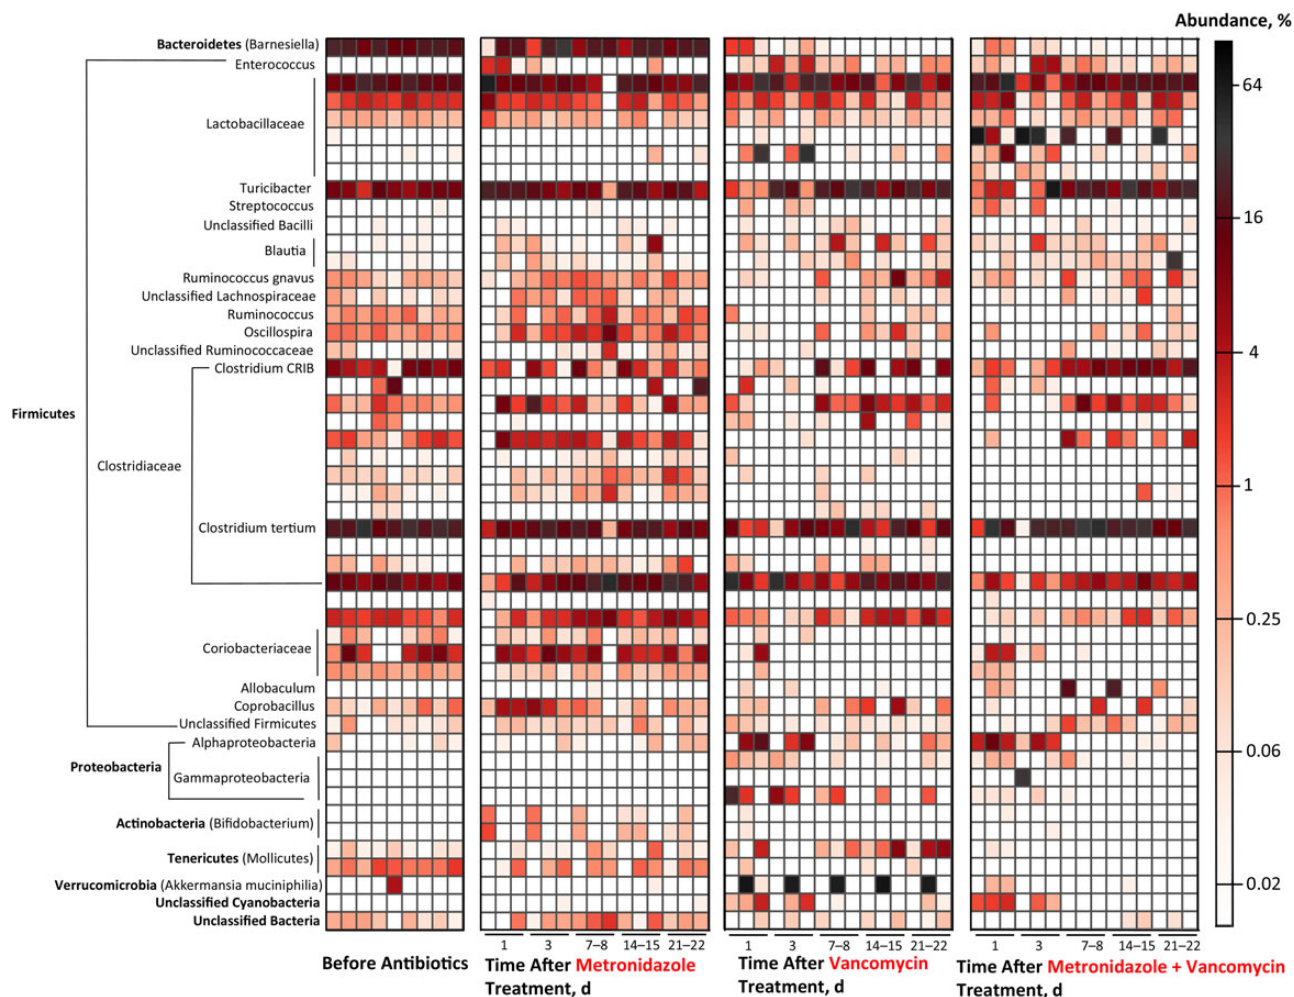 Abundance, %
Bacteroidetes (Barnesiella)
Enterococcus
Lactobacillaceae
Turicibacter
Streptococcus
Unclassified Bacilli
Blautia
Ruminococcus gnavus
Unclassified Lachnospiraceae
Ruminococcus
Oscillospira
Unclassified Ruminococcaceae
Clostridium CRIB
Firmicutes
Clostridiaceae
Clostridium tertium
Coriobacteriaceae
Allobaculum
Coprobacillus
Unclassified Firmicutes
Alphaproteobacteria
Proteobacteria
Gammaproteobacteria
Actinobacteria (Bifidobacterium)
Tenericutes (Mollicutes)
Verrucomicrobia (Akkermansia muciniphilia)
Unclassified Cyanobacteria
Unclassified Bacteria
64
16
4
1
0.25
0.06
0.02
Before Antibiotics
1 3 7–8 14–15 21–22
Time After Metronidazole
Treatment, d
1 3 7–8 14–15 21–22
Time After Vancomycin
Treatment, d
1 3 7–8 14–15 21–22
Time After Metronidazole + Vancomycin
Treatment, d